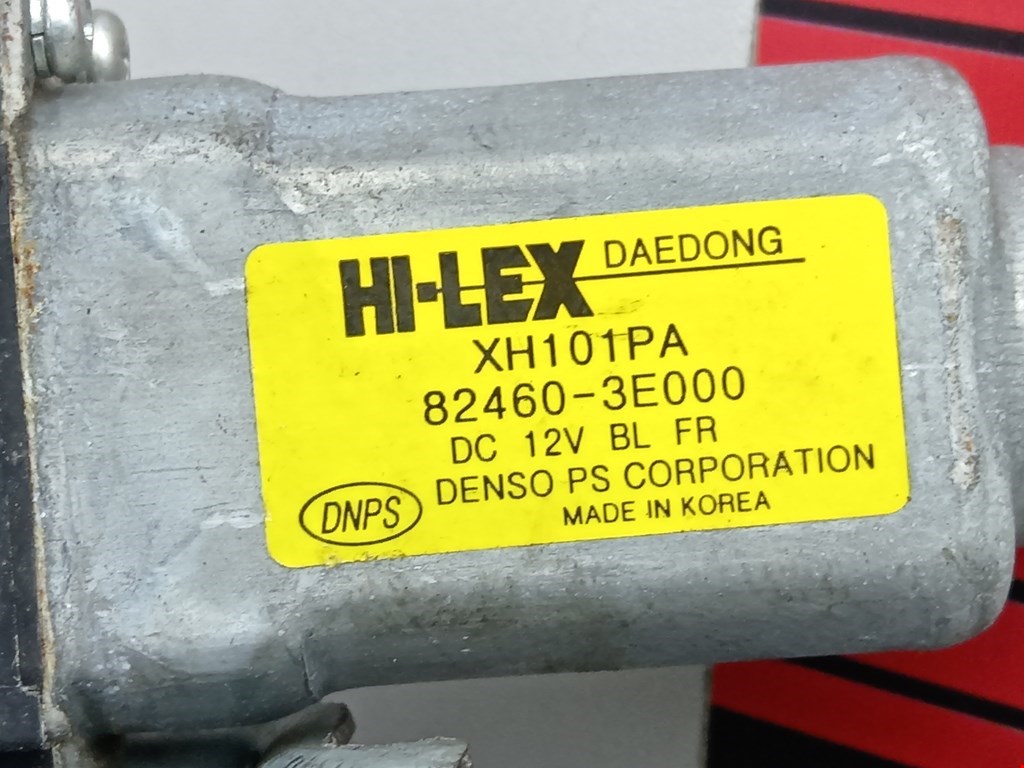 HI-LEX DAEDONG
XH101PA
82460-3E000
DC 12V BL FR
DENSO PS CORPORATION
DNPS
MADE IN KOREA